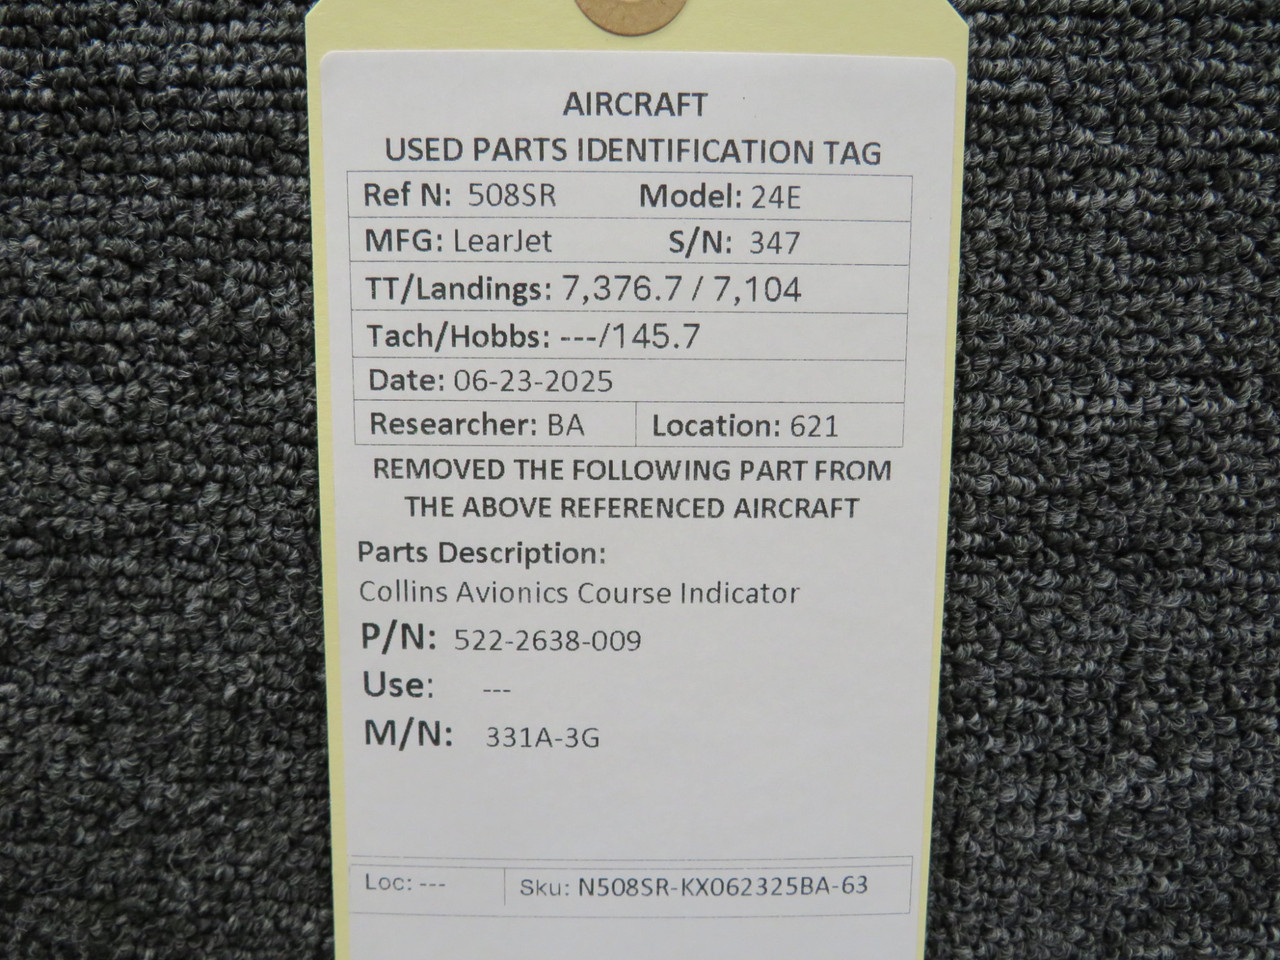 AIRCRAFT
USED PARTS IDENTIFICATION TAG
Ref N: 508SR Model: 24E
MFG: LearJet S/N: 347
TT/Landings: 7,376.7 / 7,104
Tach/Hobbs: ---/145.7
Date: 06-23-2025
Researcher: BA Location: 621
REMOVED THE FOLLOWING PART FROM
THE ABOVE REFERENCED AIRCRAFT
Parts Description:
Collins Avionics Course Indicator
P/N: 522-2638-009
Use: ---
M/N: 331A-3G
Loc: --- Sku: N508SR-KX062325BA-63